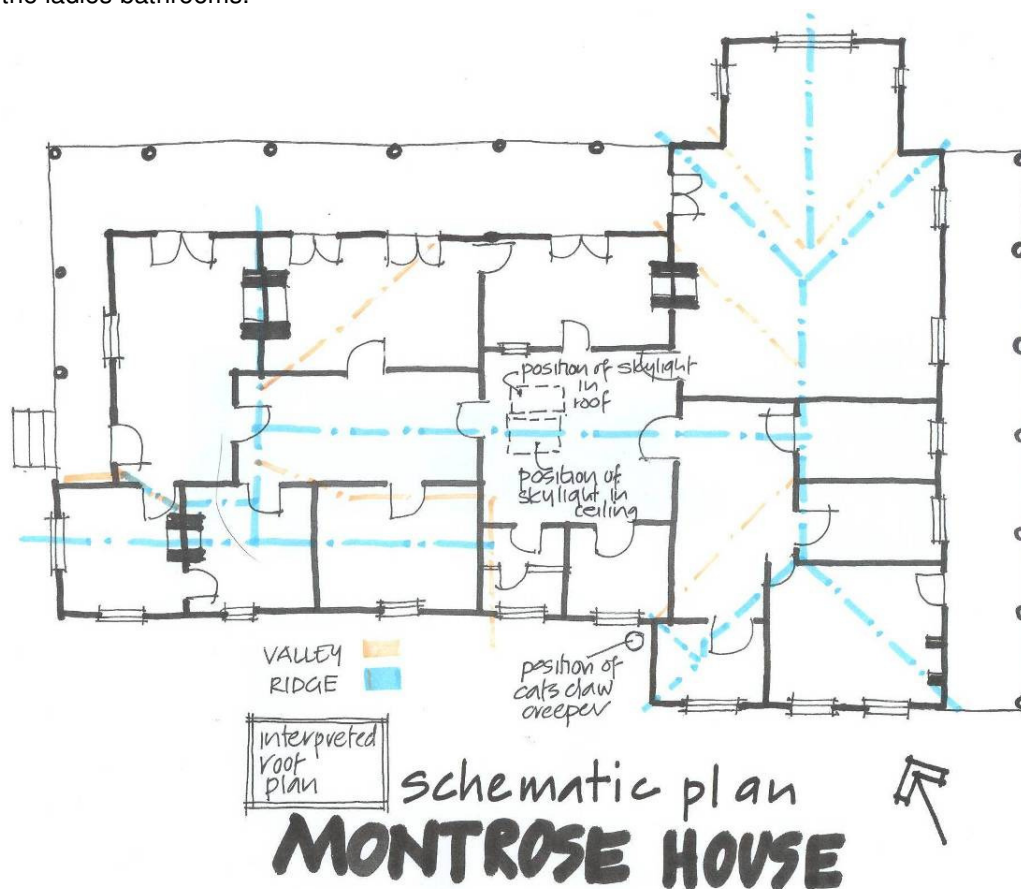 the ladies bathrooms.
position of skylight
in
roof
position of
skylight in
ceiling
VALLEY
RIDGE
position of
cats claw
creeper
interpreted
roof
plan
schematic plan
MONTROSE HOUSE